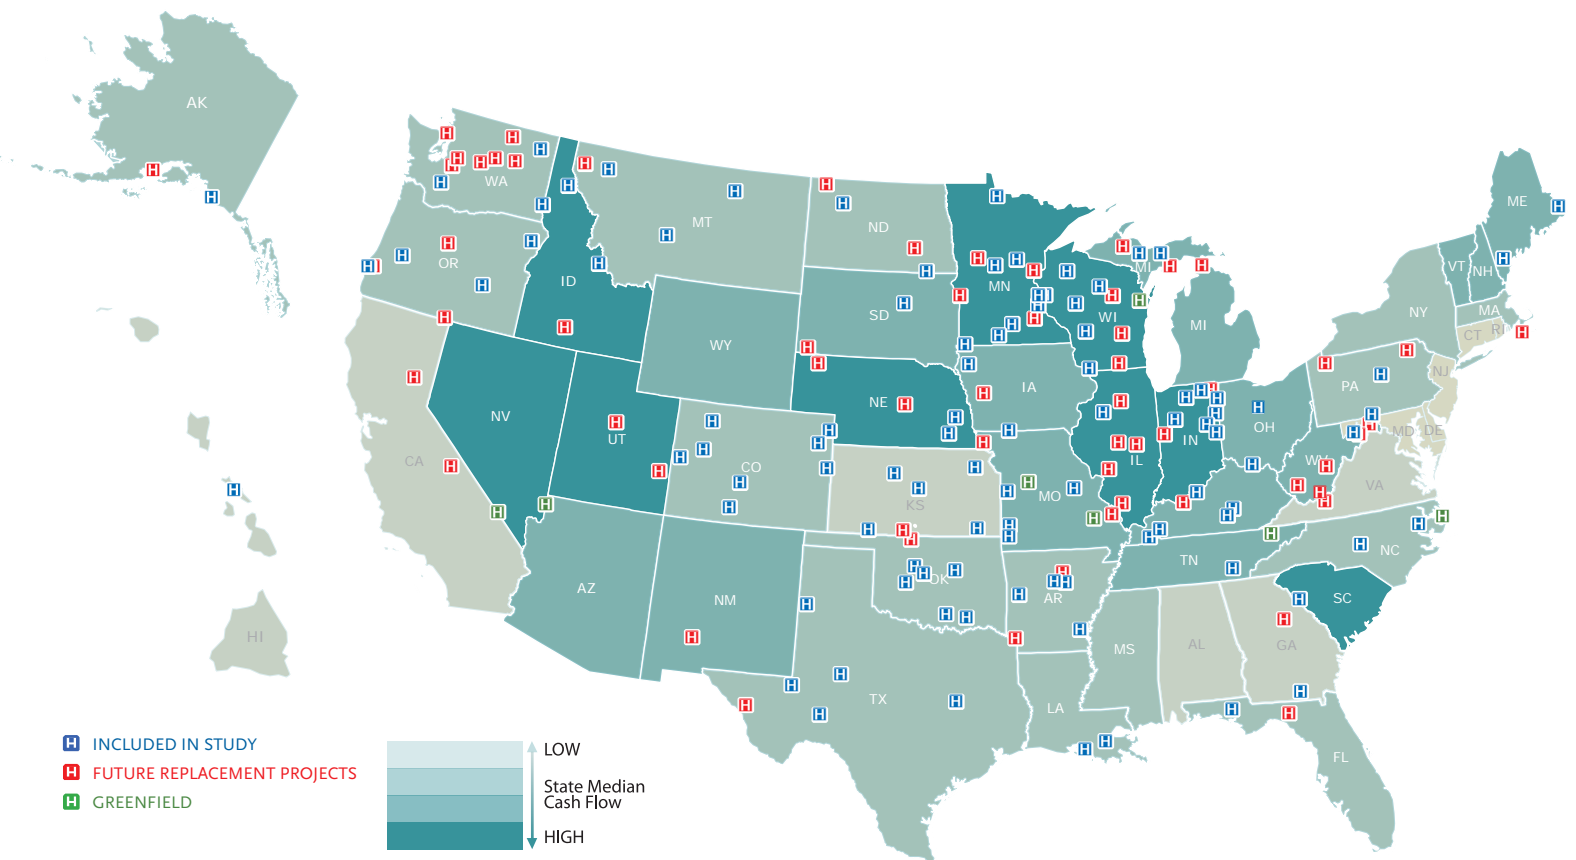 AK
WA
MT
ND
ME
OR
ID
MN
MI
VT
NH
SD
WI
MI
NY
MA
CT
RI
WY
IA
PA
NJ
NE
NV
UT
OH
MD
DE
CA
CO
IL
IN
WV
VA
KS
MO
NC
AZ
NM
OK
AR
TN
SC
HI
TX
MS
AL
GA
LA
FL
H INCLUDED IN STUDY
H FUTURE REPLACEMENT PROJECTS
H GREENFIELD
LOW
State Median
Cash Flow
HIGH